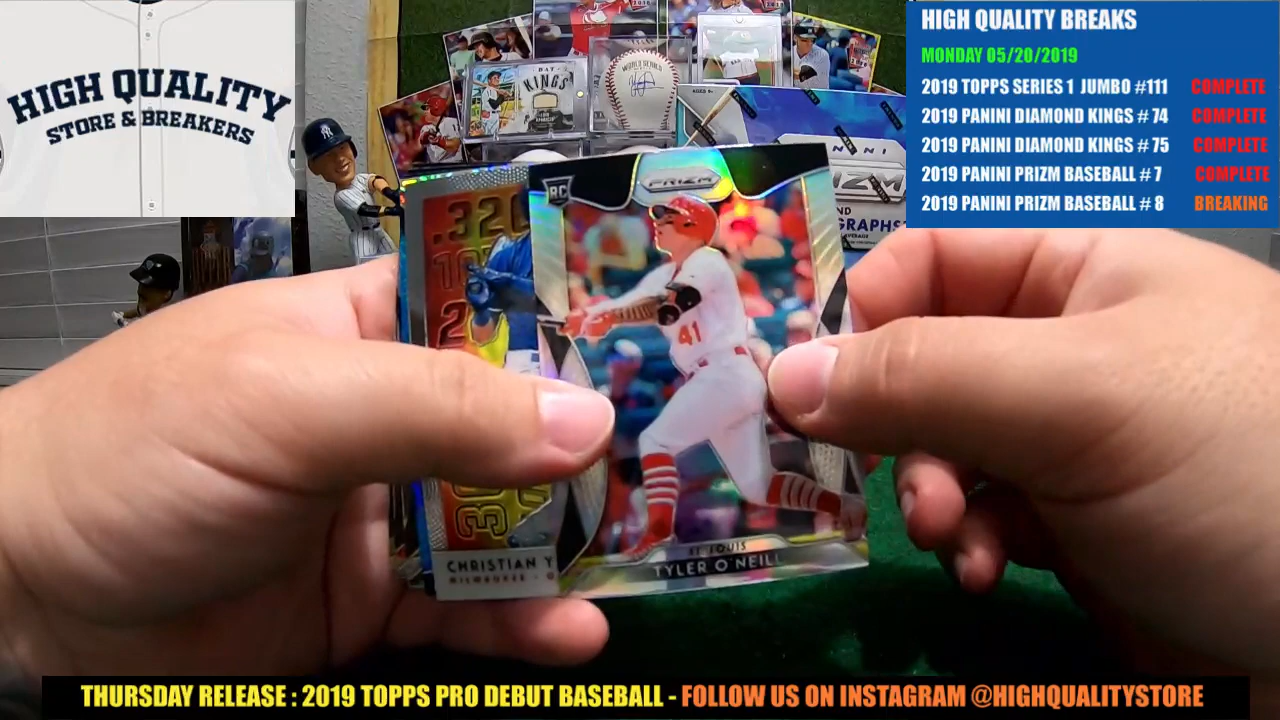 HIGH QUALITY
STORE & BREAKERS
HIGH QUALITY BREAKS
MONDAY 05/20/2019
2019 TOPPS SERIES 1 JUMBO #111 COMPLETE
2019 PANINI DIAMOND KINGS # 74 COMPLETE
2019 PANINI DIAMOND KINGS # 75 COMPLETE
2019 PANINI PRIZM BASEBALL # 7 COMPLETE
2019 PANINI PRIZM BASEBALL # 8 BREAKING
KINGS
RC
PRIZM
.320
41
30
ST. LOUIS
TYLER O'NEILL
CHRISTIAN Y
MILWAUKEE
THURSDAY RELEASE : 2019 TOPPS PRO DEBUT BASEBALL - FOLLOW US ON INSTAGRAM @HIGHQUALITYSTORE